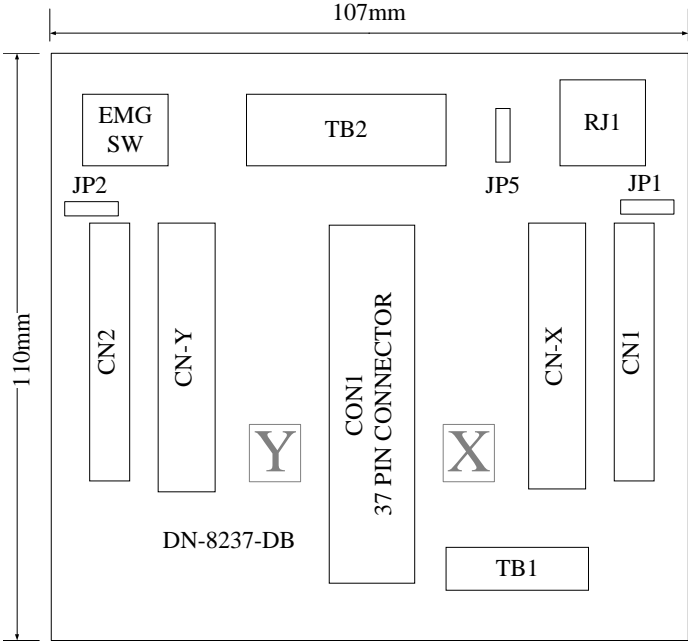 107mm
EMG
SW
TB2
RJ1
JP2
JP5
JP1
110mm
CN2
CN-Y
CON1
37 PIN CONNECTOR
CN-X
CN1
Y
X
DN-8237-DB
TB1